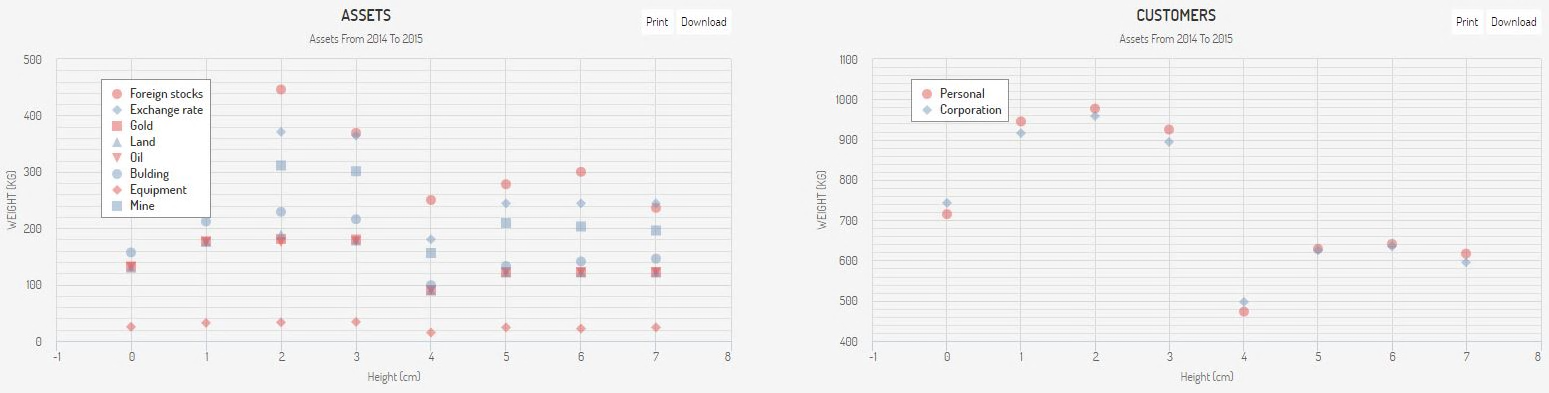 ASSETS
Assets From 2014 To 2015
Print
Download
500
400
300
200
100
0
WEIGHT (KG)
Foreign stocks
Exchange rate
Gold
Land
Oil
Bulding
Equipment
Mine
-1 0 1 2 3 4 5 6 7 8
Height (cm)
CUSTOMERS
Assets From 2014 To 2015
Print
Download
1100
1000
900
800
700
600
500
400
WEIGHT (KG)
Personal
Corporation
-1 0 1 2 3 4 5 6 7 8
Height (cm)